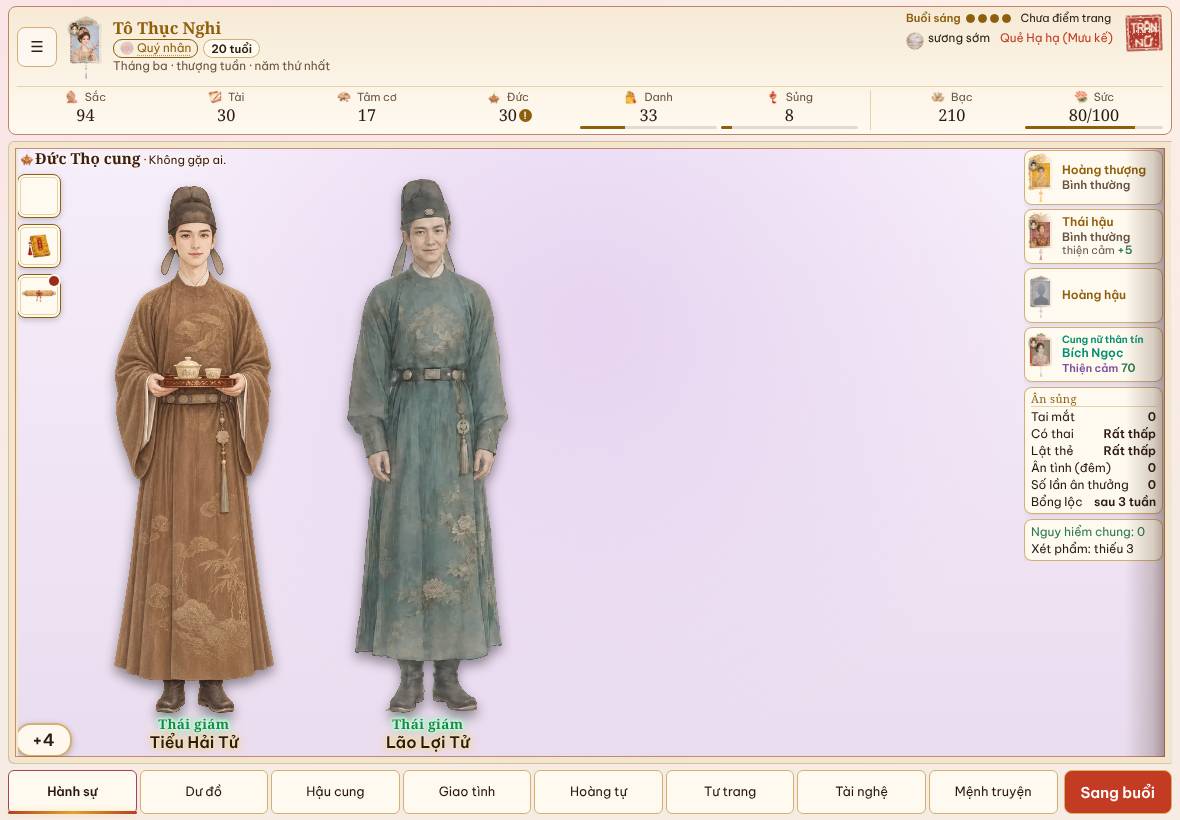 ☰
Tô Thục Nghi
Quý nhân
20 tuổi
Tháng ba · thượng tuần · năm thứ nhất
Buổi sáng
Chưa điểm trang
sương sớm
Quẻ Hạ hạ (Mưu kế)
TRÂM NỮ
Sắc
94
Tài
30
Tâm cơ
17
Đức
30 !
Danh
33
Sủng
8
Bạc
210
Sức
80/100
Đức Thọ cung · Không gặp ai.
Hoàng thượng
Bình thường
Thái hậu
Bình thường
thiện cảm +5
Hoàng hậu
Cung nữ thân tín
Bích Ngọc
Thiện cảm 70
Ân sủng
Tai mắt 0
Có thai Rất thấp
Lật thẻ Rất thấp
Ân tình (đêm) 0
Số lần ân thưởng 0
Bổng lộc sau 3 tuần
Nguy hiểm chung: 0
Xét phẩm: thiếu 3
Thái giám
Tiểu Hải Tử
Thái giám
Lão Lợi Tử
+4
Hành sự
Dư đồ
Hậu cung
Giao tình
Hoàng tự
Tư trang
Tài nghệ
Mệnh truyện
Sang buổi